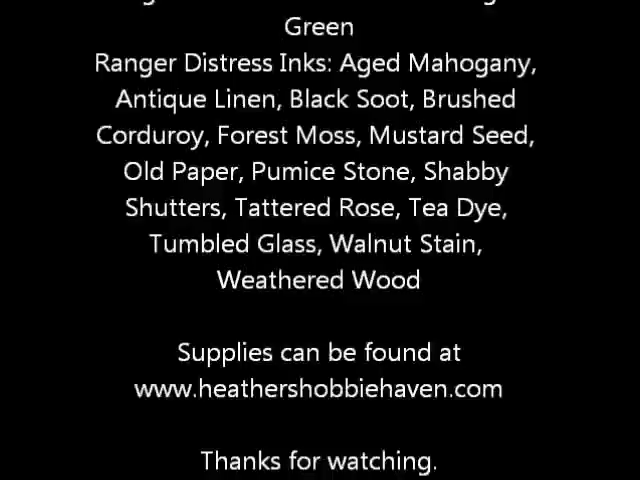 Green
Ranger Distress Inks: Aged Mahogany,
Antique Linen, Black Soot, Brushed
Corduroy, Forest Moss, Mustard Seed,
Old Paper, Pumice Stone, Shabby
Shutters, Tattered Rose, Tea Dye,
Tumbled Glass, Walnut Stain,
Weathered Wood
Supplies can be found at
www.heathershobbiehaven.com
Thanks for watching.